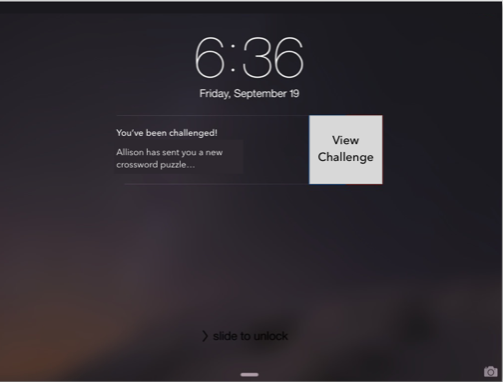 6:36
Friday, September 19
You've been challenged!
Allison has sent you a new
crossword puzzle...
View
Challenge
slide to unlock